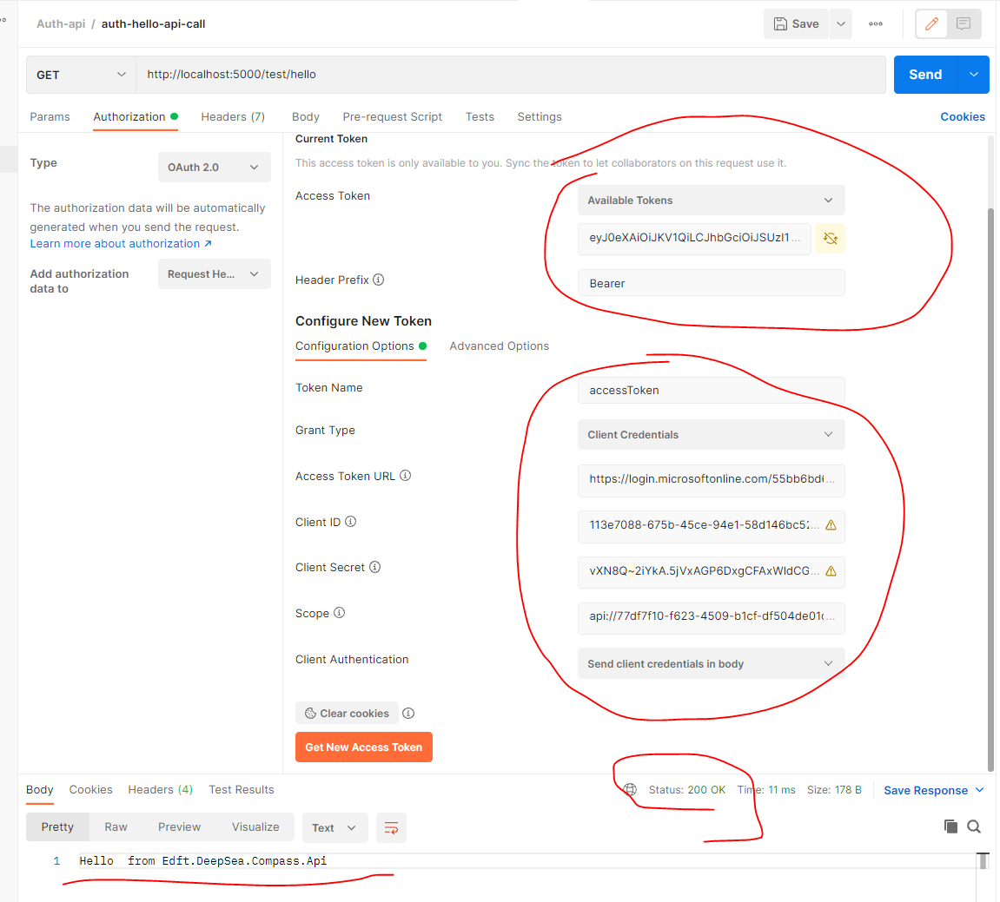 Auth-api / auth-hello-api-call
Save
GET
http://localhost:5000/test/hello
Send
Params Authorization Headers (7) Body Pre-request Script Tests Settings Cookies
Current Token
This access token is only available to you. Sync the token to let collaborators on this request use it.
Type OAuth 2.0
Access Token Available Tokens
The authorization data will be automatically
generated when you send the request.
Learn more about authorization ↗
eyJ0eXAiOiJKV1QiLCJhbGciOiJSUzI1...
Add authorization
data to
Request He...
Header Prefix Bearer
Configure New Token
Configuration Options Advanced Options
Token Name accessToken
Grant Type Client Credentials
Access Token URL https://login.microsoftonline.com/55bb6bd...
Client ID 113e7088-675b-45ce-94e1-58d146bc52...
Client Secret vXN8Q~2iYkA.5jVxAGP6DxgCFAxWldCG...
Scope api://77df7f10-f623-4509-b1cf-df504de01...
Client Authentication Send client credentials in body
Clear cookies
Get New Access Token
Body Cookies Headers (4) Test Results Status: 200 OK Time: 11 ms Size: 178 B Save Response
Pretty Raw Preview Visualize Text
1 Hello  from Edft.DeepSea.Compass.Api